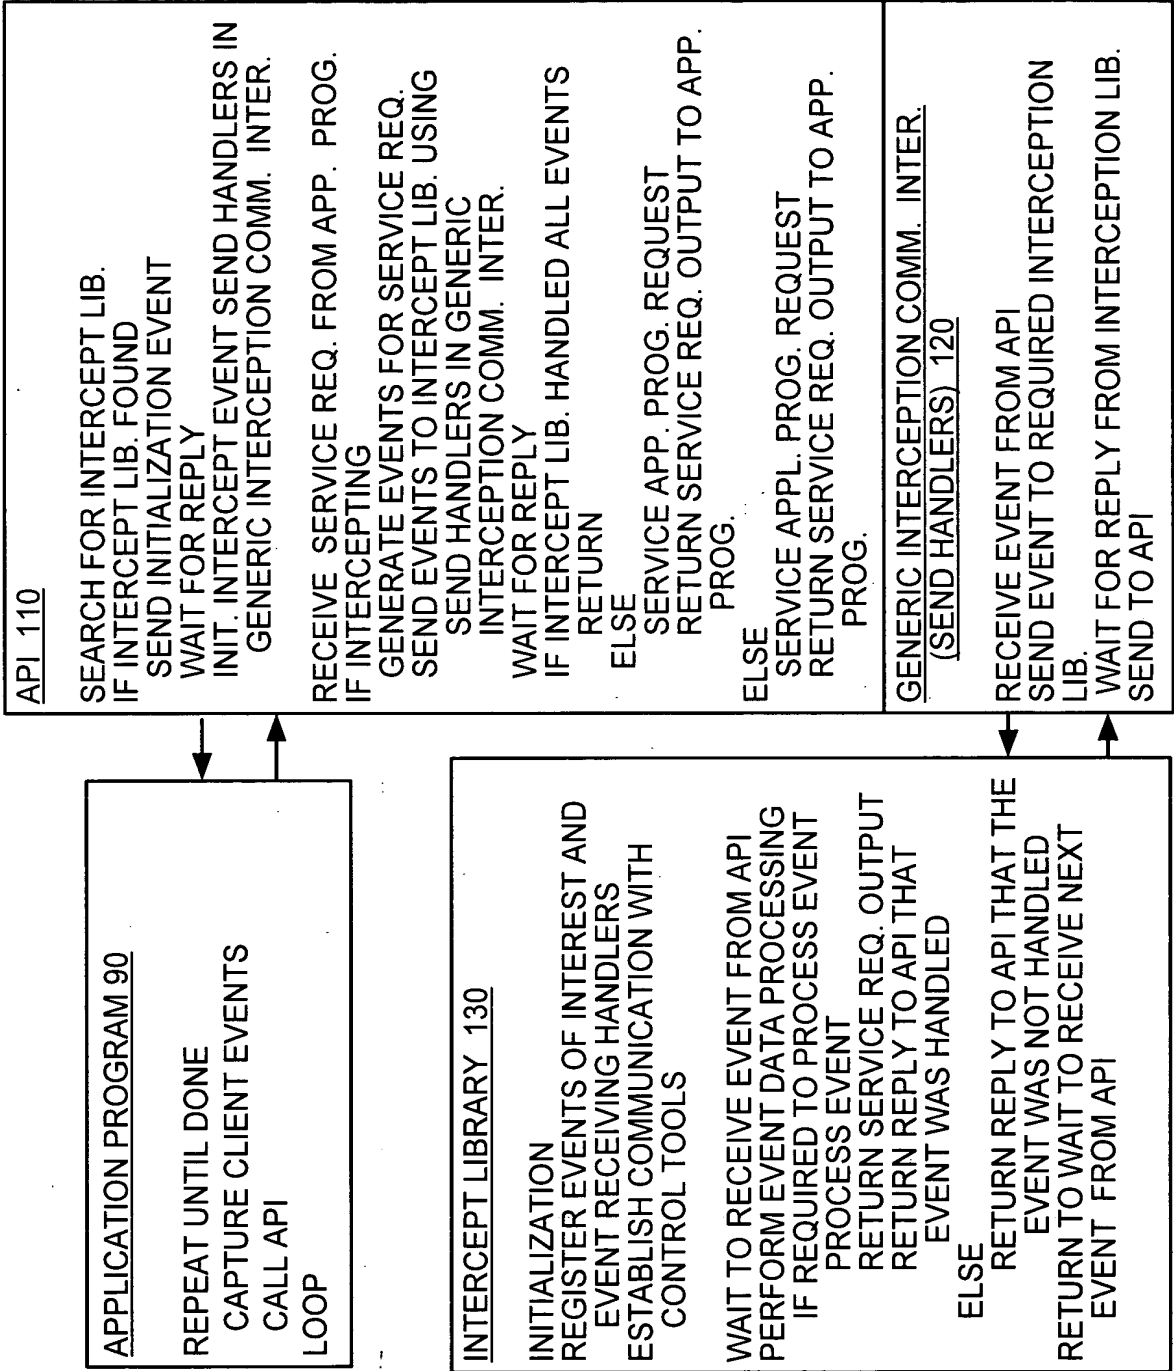 APPLICATION PROGRAM 90
REPEAT UNTIL DONE
CAPTURE CLIENT EVENTS
CALL API
LOOP
API 110
SEARCH FOR INTERCEPT LIB.
IF INTERCEPT LIB. FOUND
SEND INITIALIZATION EVENT
WAIT FOR REPLY
INIT. INTERCEPT EVENT SEND HANDLERS IN
GENERIC INTERCEPTION COMM. INTER.
RECEIVE SERVICE REQ. FROM APP. PROG.
IF INTERCEPTING
GENERATE EVENTS FOR SERVICE REQ.
SEND EVENTS TO INTERCEPT LIB. USING
SEND HANDLERS IN GENERIC
INTERCEPTION COMM. INTER.
WAIT FOR REPLY
IF INTERCEPT LIB. HANDLED ALL EVENTS
RETURN
ELSE
SERVICE APP. PROG. REQUEST
RETURN SERVICE REQ. OUTPUT TO APP.
PROG.
ELSE
SERVICE APPL. PROG. REQUEST
RETURN SERVICE REQ. OUTPUT TO APP.
PROG.
INTERCEPT LIBRARY 130
INITIALIZATION
REGISTER EVENTS OF INTEREST AND
EVENT RECEIVING HANDLERS
ESTABLISH COMMUNICATION WITH
CONTROL TOOLS
WAIT TO RECEIVE EVENT FROM API
PERFORM EVENT DATA PROCESSING
IF REQUIRED TO PROCESS EVENT
PROCESS EVENT
RETURN SERVICE REQ. OUTPUT
RETURN REPLY TO API THAT
EVENT WAS HANDLED
ELSE
RETURN REPLY TO API THAT THE
EVENT WAS NOT HANDLED
RETURN TO WAIT TO RECEIVE NEXT
EVENT FROM API
GENERIC INTERCEPTION COMM. INTER.
(SEND HANDLERS) 120
RECEIVE EVENT FROM API
SEND EVENT TO REQUIRED INTERCEPTION
LIB.
WAIT FOR REPLY FROM INTERCEPTION LIB.
SEND TO API